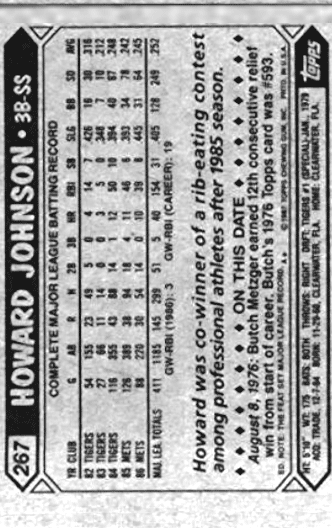 267 HOWARD JOHNSON • 3B-SS
COMPLETE MAJOR LEAGUE BATTING RECORD
YR CLUB G AB R H 2B 3B HR RBI SB SLG BB SO AVG
82 TIGERS 54 155 23 49 5 0 4 14 7 .426 16 30 .316
83 TIGERS 27 66 11 14 0 0 3 5 0 .348 7 10 .212
84 TIGERS 116 355 43 88 14 1 12 50 10 .394 40 67 .248
85 METS 126 389 38 94 18 4 11 46 6 .393 34 78 .242
86 METS 88 220 30 54 14 0 10 39 8 .445 31 64 .245
MAJ. LEA. TOTALS 411 1185 145 299 51 5 40 154 31 .405 128 249 .252
GW-RBI (1986): 3 GW-RBI (CAREER): 19
Howard was co-winner of a rib-eating contest
among professional athletes after 1985 season.
♦ ♦ ♦ ♦ ♦ ON THIS DATE ♦ ♦ ♦ ♦ ♦
August 8, 1976: Butch Metzger earned 12th consecutive relief
win from start of career. Butch's 1976 Topps card was #593.
ED. NOTE: THIS FEAT SET MAJOR LEAGUE RECORD. A★ © 1987 TOPPS CHEWING GUM, INC. PRTD. IN U.S.A.
HT: 5'10" WT: 175 BATS: BOTH THROWS: RIGHT DRAFT: TIGERS #1 (SPECIAL)-JAN., 1979
ACQ: TRADE, 12-7-84 BORN: 11-29-60, CLEARWATER, FLA. HOME: CLEARWATER, FLA.
Topps